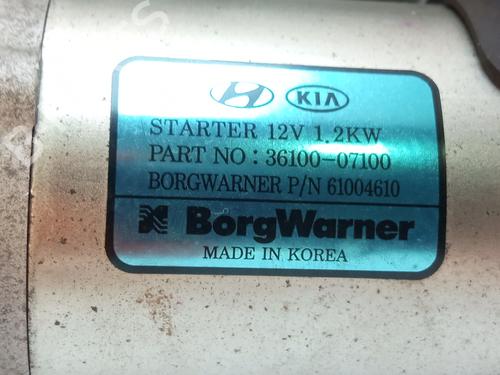 KIA
STARTER 12V 1.2KW
PART NO : 36100-07100
BORGWARNER P/N 61004610
BorgWarner
MADE IN KOREA